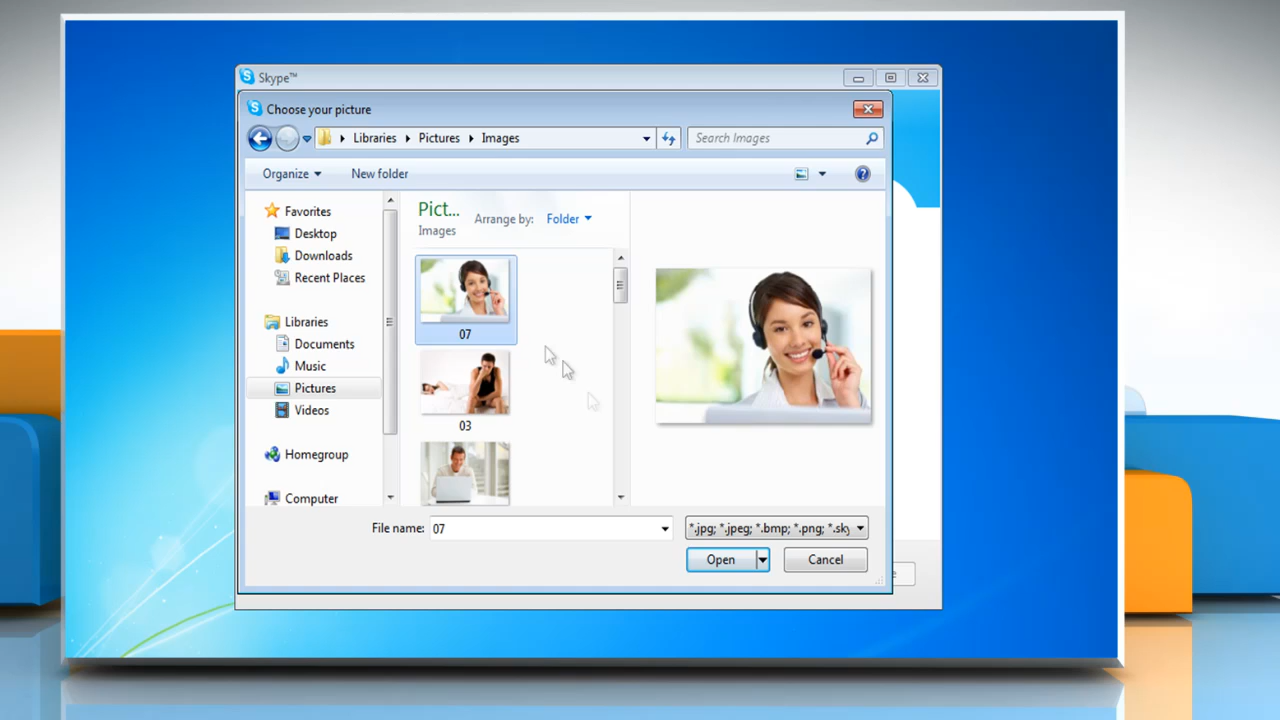 Skype™
Choose your picture
Libraries Pictures Images
Search Images
Organize
New folder
Favorites
Desktop
Downloads
Recent Places
Libraries
Documents
Music
Pictures
Videos
Homegroup
Computer
Pict...
Images
Arrange by: Folder
07
03
File name: 07
*.jpg; *.jpeg; *.bmp; *.png; *.sky
Open
Cancel